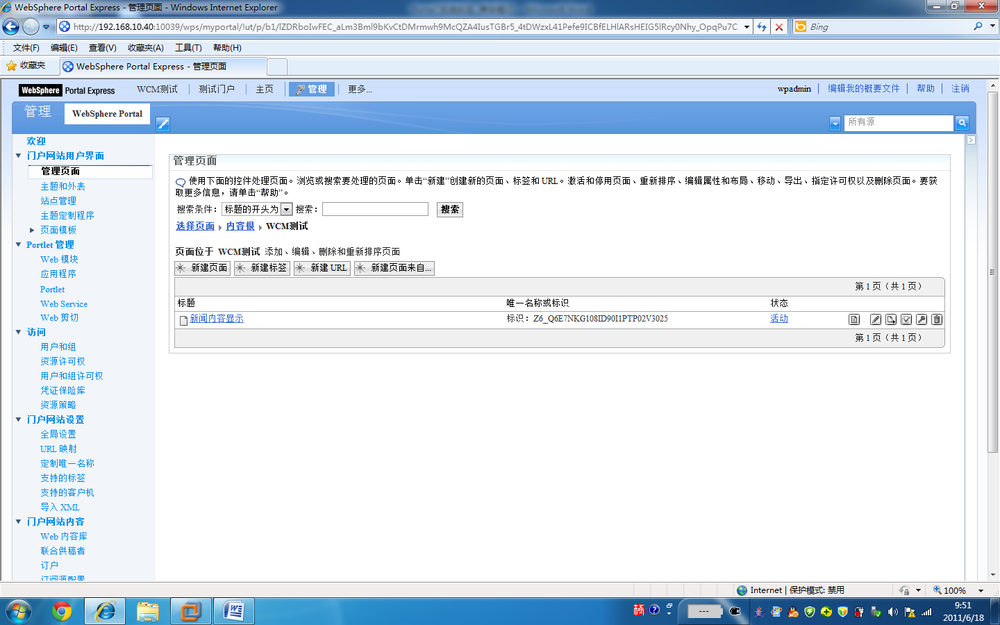 WebSphere Portal Express - 管理页面 - Windows Internet Explorer
http://192.168.10.40:10039/wps/myportal/!ut/p/b1/lZDRboIwFEC_aLm3Bml9bKvCtDMrmwh9McQZA4IusTGBr5_4tDWzxL41Pefe9ICBfELHlARsHEIG5lRcy0Nhy_OpqPu7C
Bing
文件(F) 编辑(E) 查看(V) 收藏夹(A) 工具(T) 帮助(H)
收藏夹 WebSphere Portal Express - 管理页面
WebSphere Portal Express WCM测试 测试门户 主页 管理 更多... wpadmin 编辑我的概要文件 帮助 注销
管理 WebSphere Portal 所有源
欢迎
门户网站用户界面
管理页面
主题和外表
站点管理
主题定制程序
页面模板
Portlet 管理
Web 模块
应用程序
Portlet
Web Service
Web 剪切
访问
用户和组
资源许可权
用户和组许可权
凭证保险库
资源策略
门户网站设置
全局设置
URL 映射
定制唯一名称
支持的标签
支持的客户机
导入 XML
门户网站内容
Web 内容库
联合供稿者
订户
订阅源配置
管理页面
使用下面的控件处理页面。浏览或搜索要处理的页面。单击“新建”创建新的页面、标签和 URL。激活和停用页面、重新排序、编辑属性和布局、移动、导出、指定许可权以及删除页面。要获
取更多信息，请单击“帮助”。
搜索条件： 标题的开头为 搜索： 搜索
选择页面 内容根 WCM测试
页面位于 WCM测试 添加、编辑、删除和重新排序页面
新建页面 新建标签 新建 URL 新建页面来自...
第 1 页（共 1 页）
标题 唯一名称或标识 状态
新闻内容显示 标识：Z6_Q6E7NKG108ID90I1PTP02V3025 活动
第 1 页（共 1 页）
Internet | 保护模式: 禁用 100%
---
9:51
2011/6/18